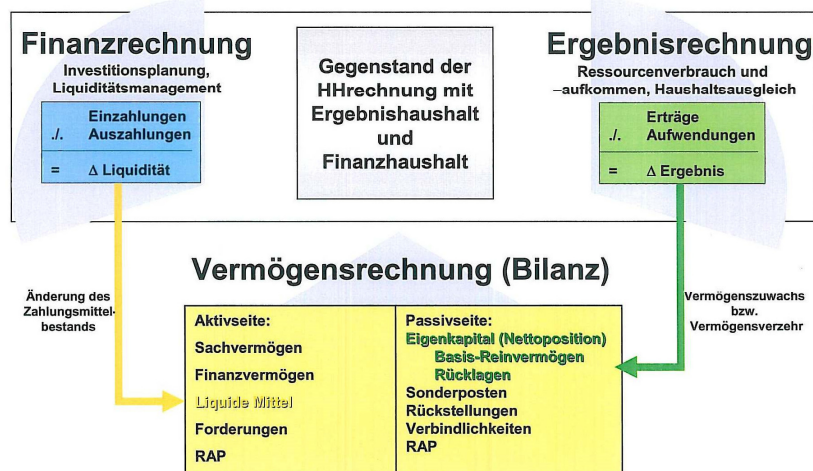 Finanzrechnung
Investitionsplanung,
Liquiditätsmanagement
Einzahlungen
./. Auszahlungen
= Δ Liquidität
Gegenstand der
HHrechnung mit
Ergebnishaushalt
und
Finanzhaushalt
Ergebnisrechnung
Ressourcenverbrauch und
–aufkommen, Haushaltsausgleich
Erträge
./. Aufwendungen
= Δ Ergebnis
Vermögensrechnung (Bilanz)
Änderung des
Zahlungsmittel-
bestands
Aktivseite:
Sachvermögen
Finanzvermögen
Liquide Mittel
Forderungen
RAP
Passivseite:
Eigenkapital (Nettoposition)
Basis-Reinvermögen
Rücklagen
Sonderposten
Rückstellungen
Verbindlichkeiten
RAP
Vermögenszuwachs
bzw.
Vermögensverzehr